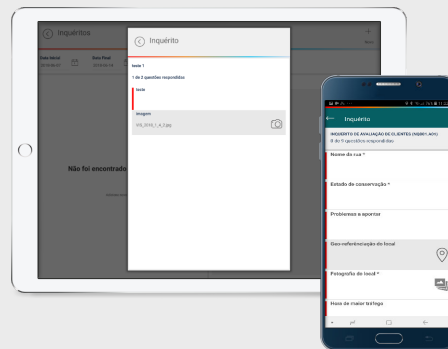 Inquéritos
Data Inicial
Data Final
Não foi encontrado
Inquérito
teste 1
1 de 2 questões respondidas
teste
Imagem
Inquérito
INQUÉRITO DE AVALIAÇÃO DE CLIENTES (INQ001.A01)
0 de 9 questões respondidas
Nome da rua *
Estado de conservação *
Problemas a apontar
Geo-referênciação do local
Fotografia do local *
Hora de maior tráfego